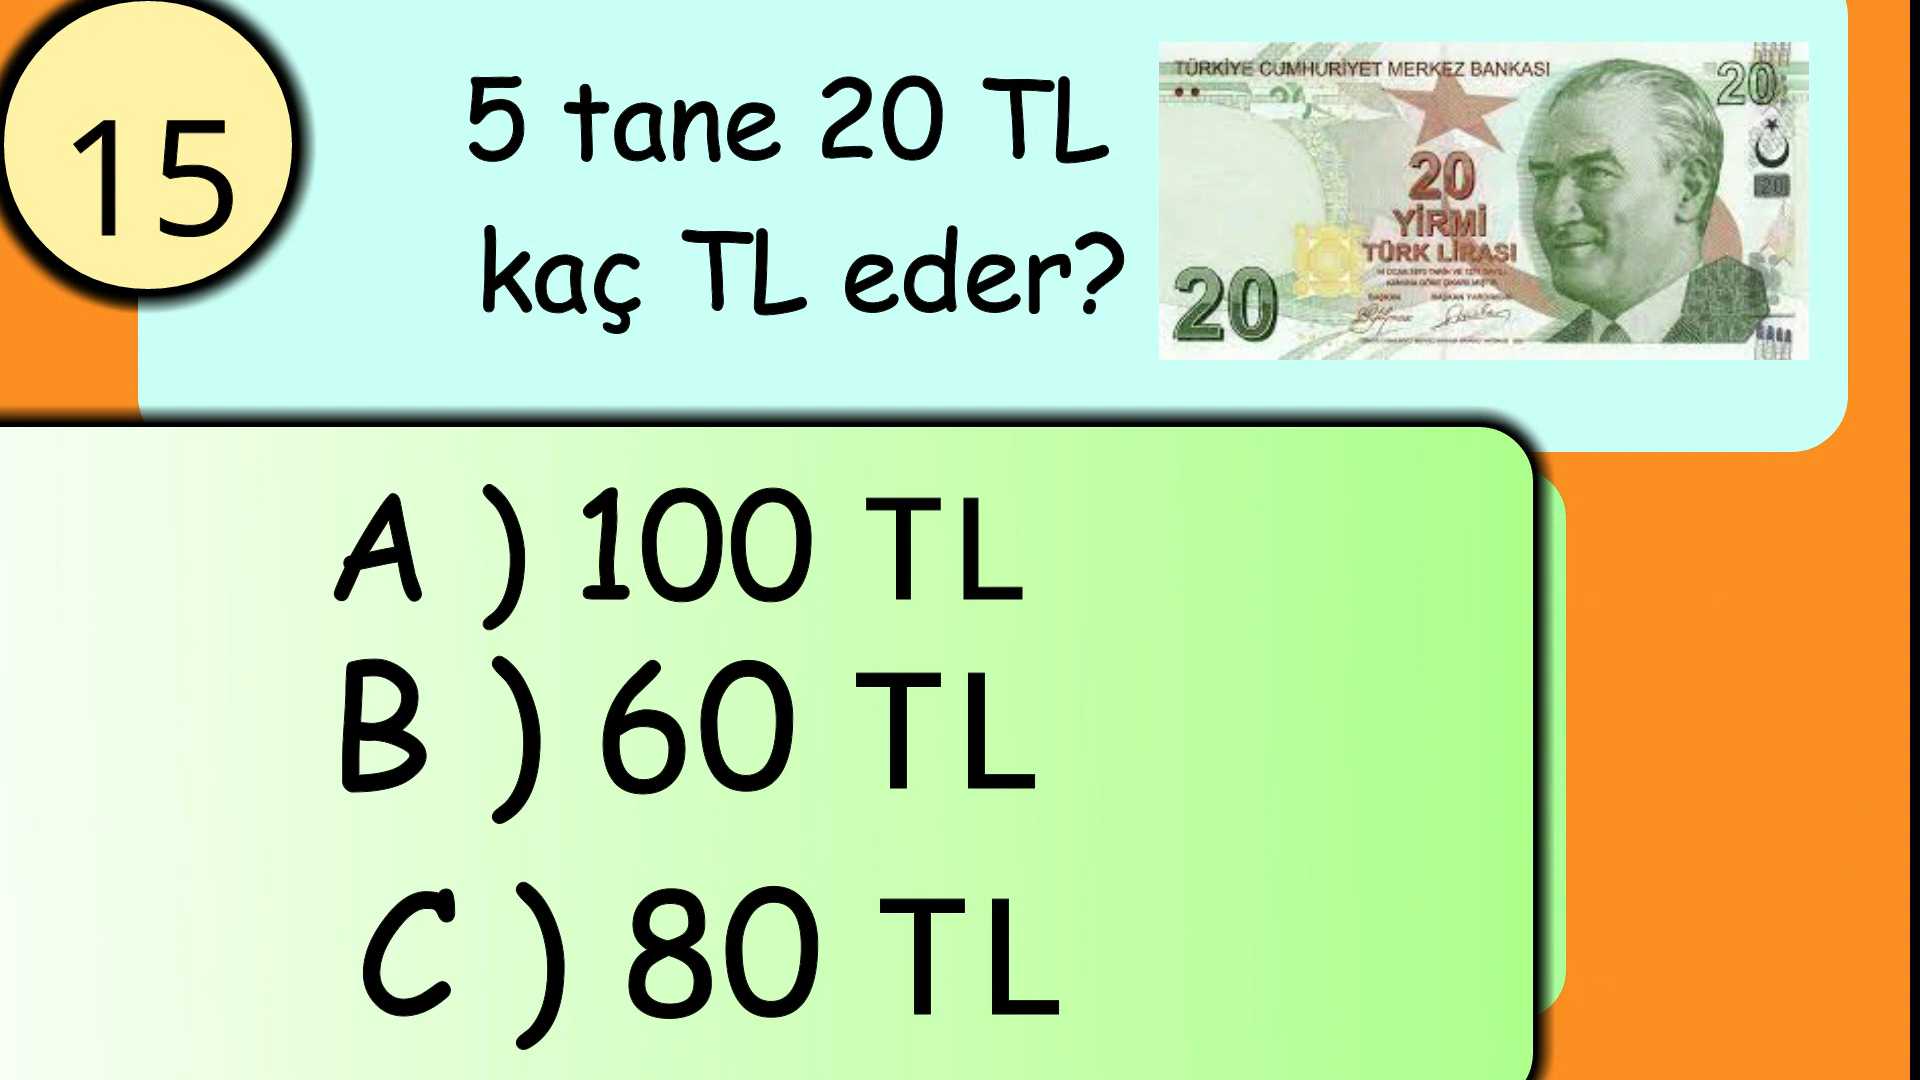 15
5 tane 20 TL
kaç TL eder?
TÜRKİYE CUMHURİYET MERKEZ BANKASI
20
20
20
YİRMİ
TÜRK LİRASI
20
A ) 100 TL
B ) 60 TL
C ) 80 TL